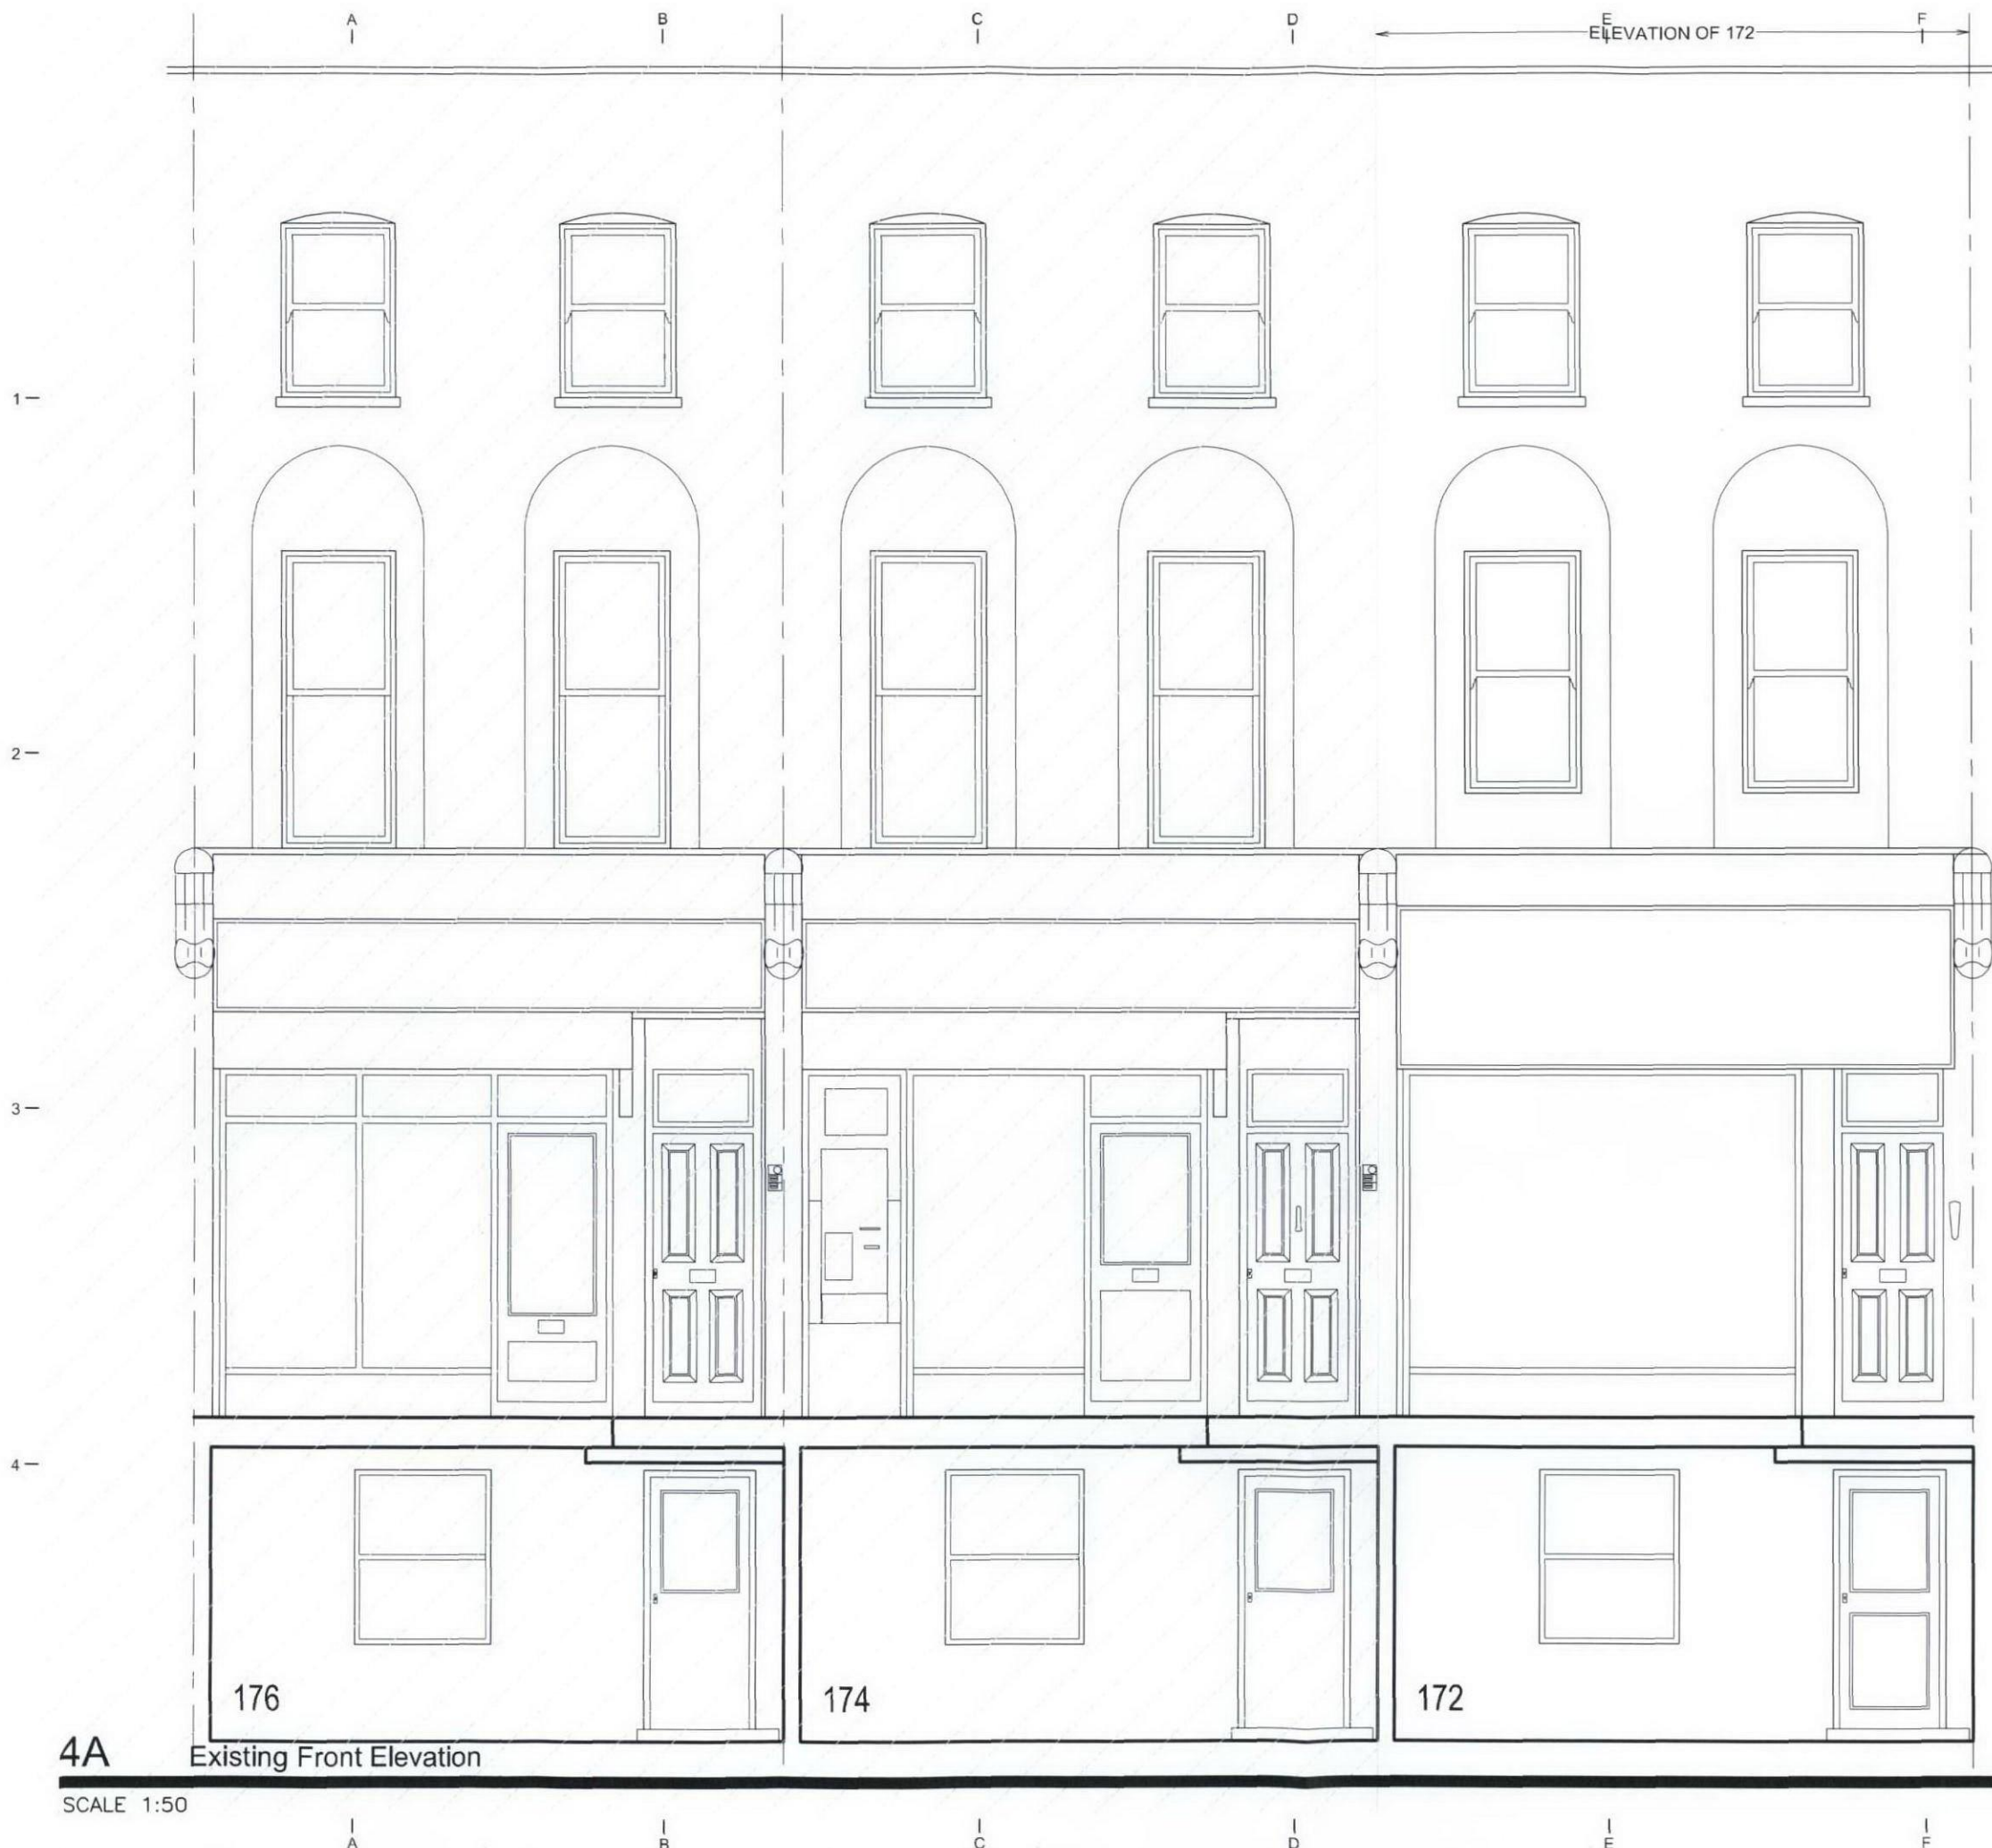 A B C D E F
ELEVATION OF 172
1
2
3
4
176 174 172
4A Existing Front Elevation
SCALE 1:50
A B C D E F